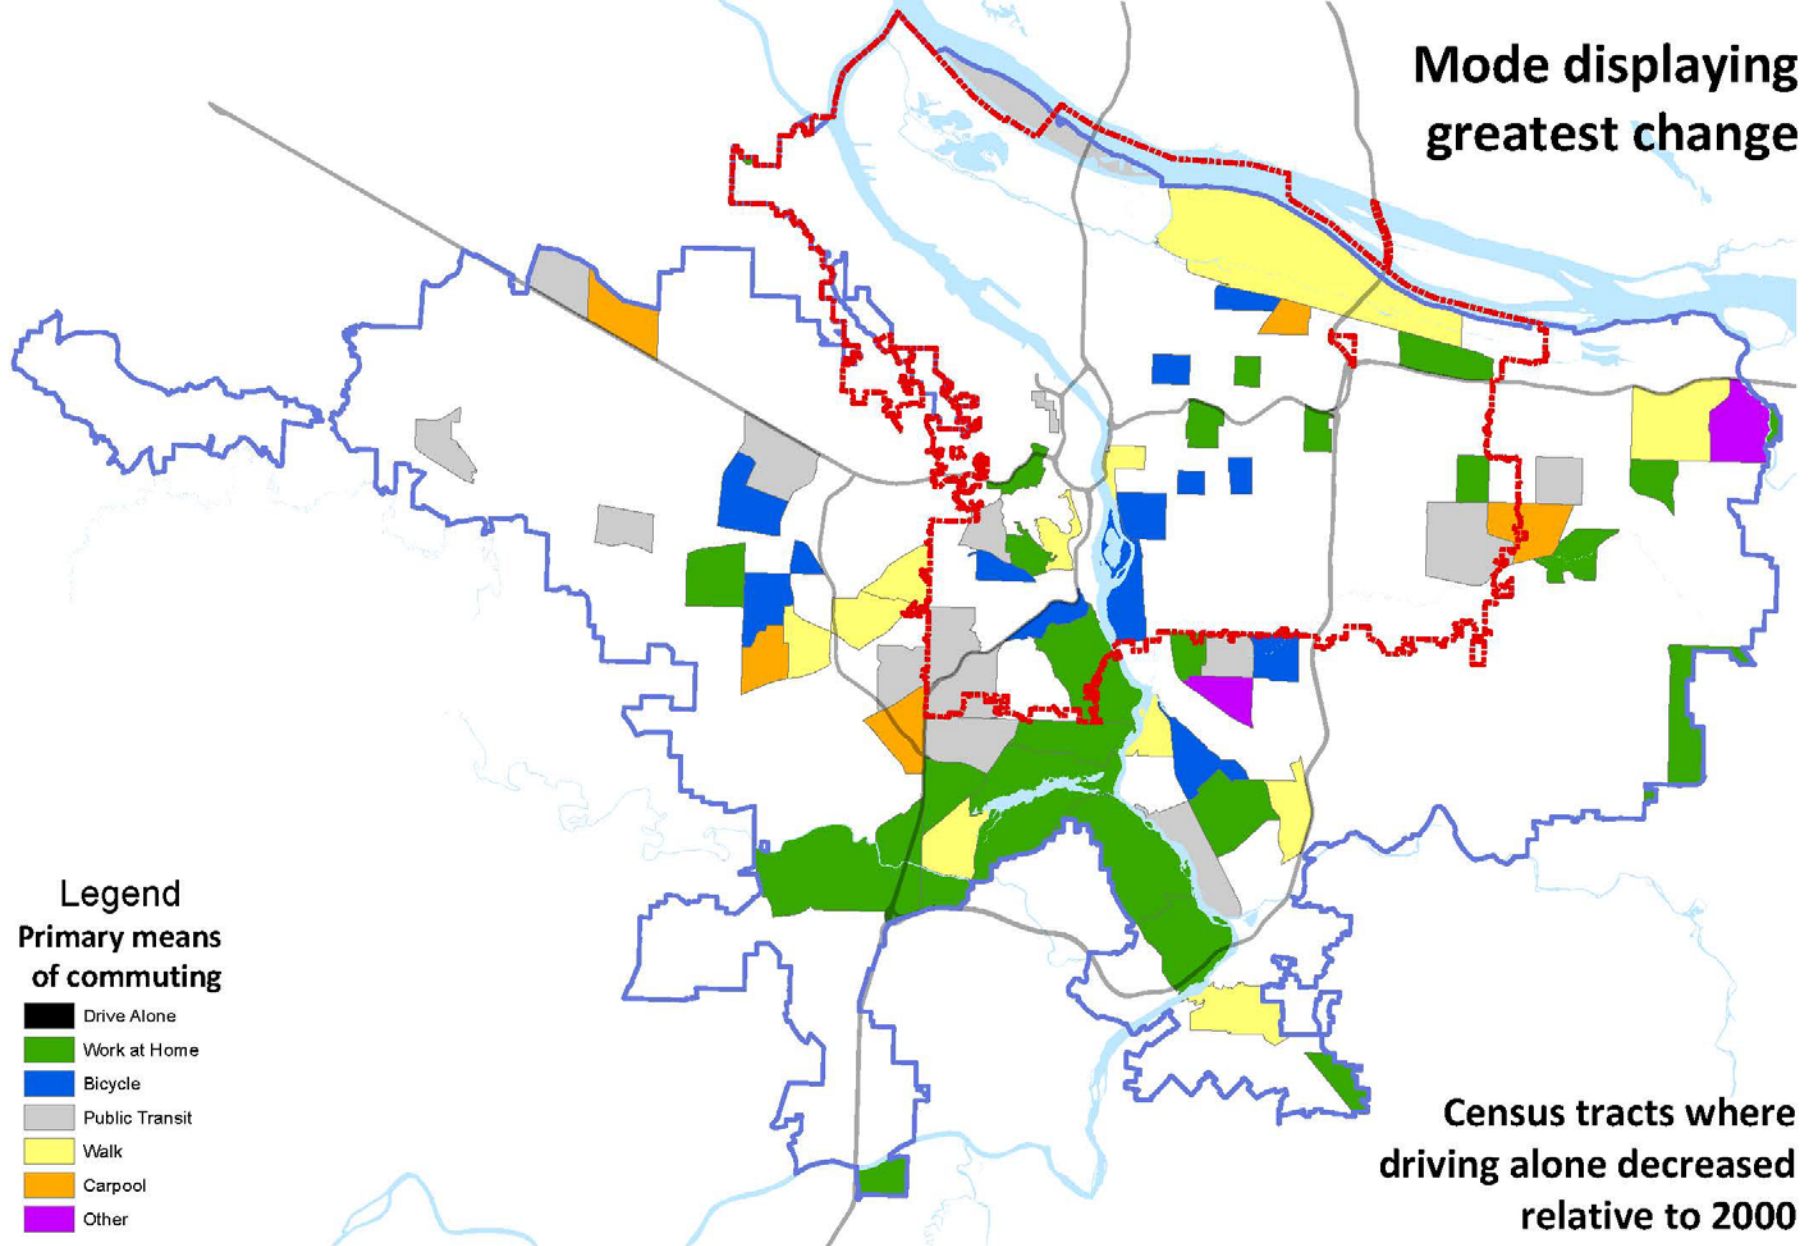 Mode displaying
greatest change
Legend
Primary means
of commuting
Drive Alone
Work at Home
Bicycle
Public Transit
Walk
Carpool
Other
Census tracts where
driving alone decreased
relative to 2000